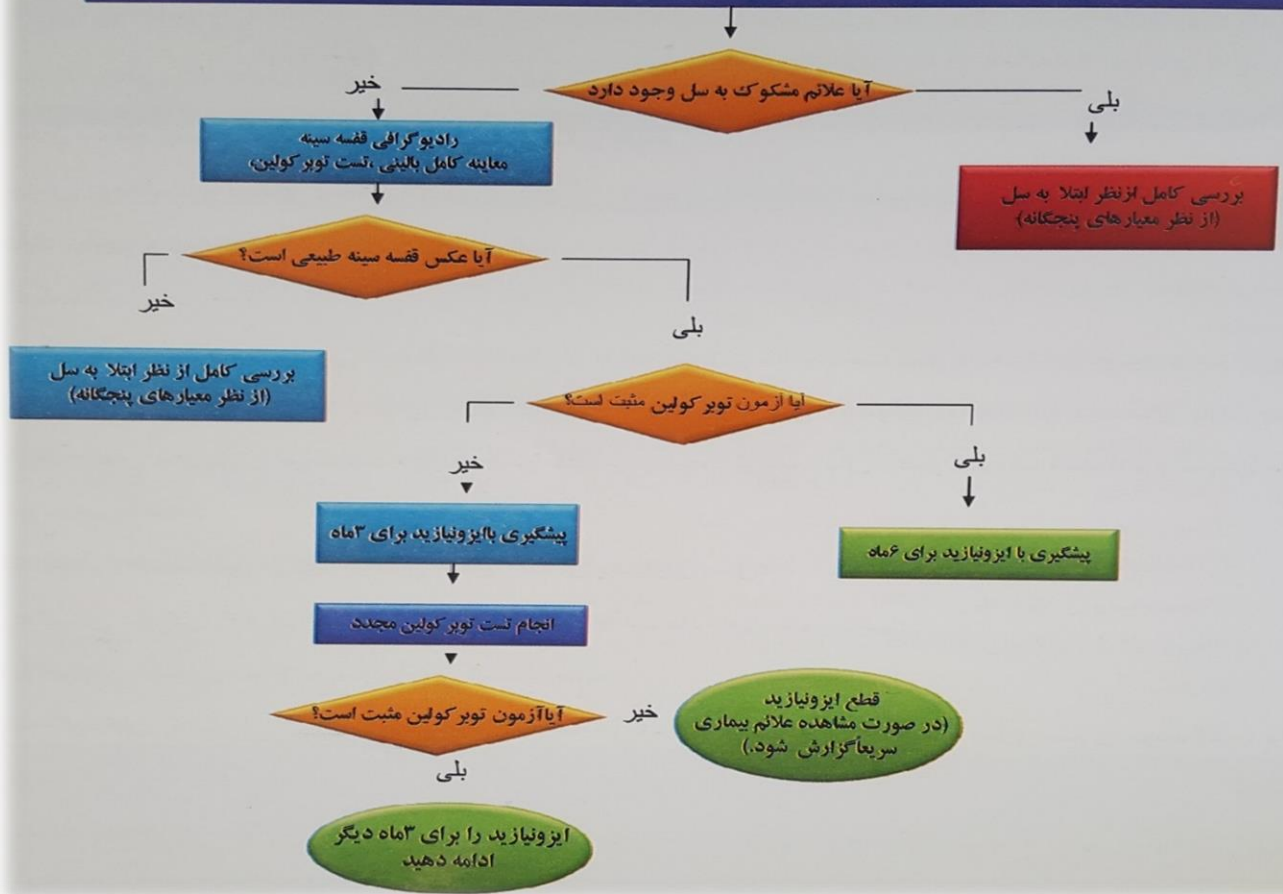 آیا علائم مشکوک به سل وجود دارد
خیر
بلی
رادیوگرافی قفسه سینه
معاینه کامل بالینی ،تست توبرکولین،
بررسی کامل ازنظر ابتلا به سل
(از نظر معیارهای پنجگانه)
آیا عکس قفسه سینه طبیعی است؟
خیر
بلی
بررسی کامل از نظر ابتلا به سل
(از نظر معیارهای پنجگانه)
آیا آزمون توبرکولین مثبت است؟
خیر
بلی
پیشگیری باایزونیازید برای ۳ماه
پیشگیری با ایزونیازید برای ۶ماه
انجام تست توبرکولین مجدد
آیاآزمون توبرکولین مثبت است؟
خیر
قطع ایزونیازید
(در صورت مشاهده علائم بیماری
سریعاًگزارش شود.)
بلی
ایزونیازید را برای ۳ماه دیگر
ادامه دهید